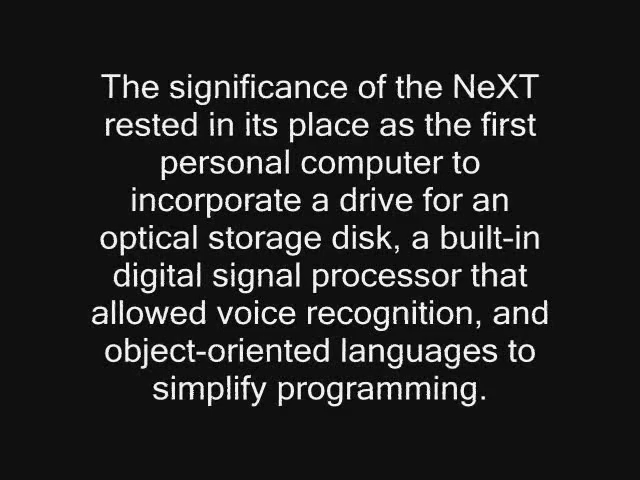 The significance of the NeXT
rested in its place as the first
personal computer to
incorporate a drive for an
optical storage disk, a built-in
digital signal processor that
allowed voice recognition, and
object-oriented languages to
simplify programming.